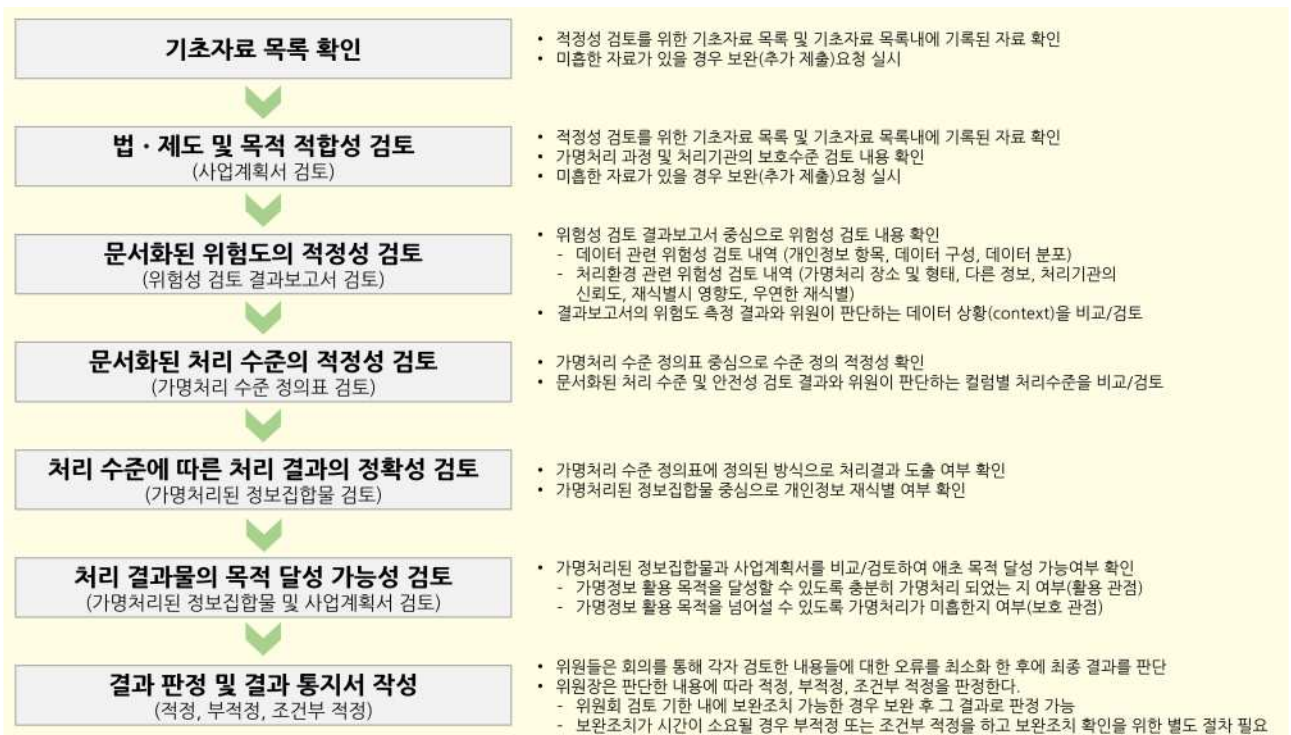 기초자료 목록 확인
• 적정성 검토를 위한 기초자료 목록 및 기초자료 목록내에 기록된 자료 확인
• 미흡한 자료가 있을 경우 보완(추가 제출)요청 실시
법 · 제도 및 목적 적합성 검토
(사업계획서 검토)
• 적정성 검토를 위한 기초자료 목록 및 기초자료 목록내에 기록된 자료 확인
• 가명처리 과정 및 처리기관의 보호수준 검토 내용 확인
• 미흡한 자료가 있을 경우 보완(추가 제출)요청 실시
문서화된 위험도의 적정성 검토
(위험성 검토 결과보고서 검토)
• 위험성 검토 결과보고서 중심으로 위험성 검토 내용 확인
- 데이터 관련 위험성 검토 내역 (개인정보 항목, 데이터 구성, 데이터 분포)
- 처리환경 관련 위험성 검토 내역 (가명처리 장소 및 형태, 다른 정보, 처리기관의
신뢰도, 재식별시 영향도, 우연한 재식별)
• 결과보고서의 위험도 측정 결과와 위원이 판단하는 데이터 상황(context)을 비교/검토
문서화된 처리 수준의 적정성 검토
(가명처리 수준 정의표 검토)
• 가명처리 수준 정의표 중심으로 수준 정의 적정성 확인
• 문서화된 처리 수준 및 안전성 검토 결과와 위원이 판단하는 컬럼별 처리수준을 비교/검토
처리 수준에 따른 처리 결과의 정확성 검토
(가명처리된 정보집합물 검토)
• 가명처리 수준 정의표에 정의된 방식으로 처리결과 도출 여부 확인
• 가명처리된 정보집합물 중심으로 개인정보 재식별 여부 확인
처리 결과물의 목적 달성 가능성 검토
(가명처리된 정보집합물 및 사업계획서 검토)
• 가명처리된 정보집합물과 사업계획서를 비교/검토하여 애초 목적 달성 가능여부 확인
- 가명정보 활용 목적을 달성할 수 있도록 충분히 가명처리 되었는 지 여부(활용 관점)
- 가명정보 활용 목적을 넘어설 수 있도록 가명처리가 미흡한지 여부(보호 관점)
결과 판정 및 결과 통지서 작성
(적정, 부적정, 조건부 적정)
• 위원들은 회의를 통해 각자 검토한 내용들에 대한 오류를 최소화 한 후에 최종 결과를 판단
• 위원장은 판단한 내용에 따라 적정, 부적정, 조건부 적정을 판정한다.
- 위원회 검토 기한 내에 보완조치 가능한 경우 보완 후 그 결과로 판정 가능
- 보완조치가 시간이 소요될 경우 부적정 또는 조건부 적정을 하고 보완조치 확인을 위한 별도 절차 필요